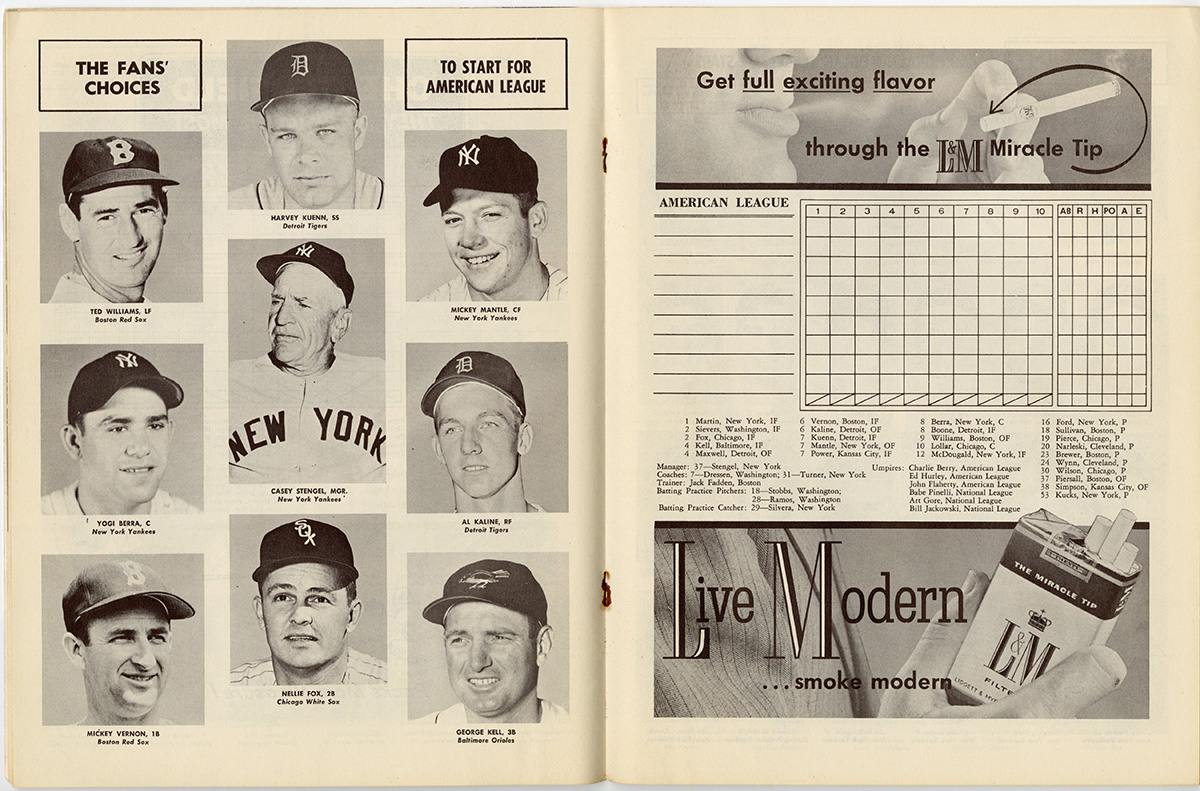 THE FANS'
CHOICES
TO START FOR
AMERICAN LEAGUE
D
HARVEY KUENN, SS
Detroit Tigers
B
TED WILLIAMS, LF
Boston Red Sox
NY
MICKEY MANTLE, CF
New York Yankees
NY
NEW YORK
CASEY STENGEL, MGR.
New York Yankees
NY
YOGI BERRA, C
New York Yankees
D
AL KALINE, RF
Detroit Tigers
B
MICKEY VERNON, 1B
Boston Red Sox
SOX
NELLIE FOX, 2B
Chicago White Sox
GEORGE KELL, 3B
Baltimore Orioles
Get full exciting flavor
through the L&M Miracle Tip
AMERICAN LEAGUE
1 2 3 4 5 6 7 8 9 10 AB R H PO A E
1 Martin, New York, IF
2 Sievers, Washington, IF
2 Fox, Chicago, IF
4 Kell, Baltimore, IF
4 Maxwell, Detroit, OF
6 Vernon, Boston, IF
6 Kaline, Detroit, OF
7 Kuenn, Detroit, IF
7 Mantle, New York, OF
7 Power, Kansas City, IF
8 Berra, New York, C
8 Boone, Detroit, IF
9 Williams, Boston, OF
10 Lollar, Chicago, C
12 McDougald, New York, IF
16 Ford, New York, P
18 Sullivan, Boston, P
19 Pierce, Chicago, P
20 Narleski, Cleveland, P
23 Brewer, Boston, P
24 Wynn, Cleveland, P
30 Wilson, Chicago, P
37 Piersall, Boston, OF
38 Simpson, Kansas City, OF
53 Kucks, New York, P
Manager: 37—Stengel, New York
Coaches: 7—Dressen, Washington; 31—Turner, New York
Trainer: Jack Fadden, Boston
Batting Practice Pitchers: 18—Stobbs, Washington;
28—Ramos, Washington
Batting Practice Catcher: 29—Silvera, New York
Umpires: Charlie Berry, American League
Ed Hurley, American League
John Flaherty, American League
Babe Pinelli, National League
Art Gore, National League
Bill Jackowski, National League
Live Modern
...smoke modern
THE MIRACLE TIP
L&M
FILTE
LIGGETT & MY